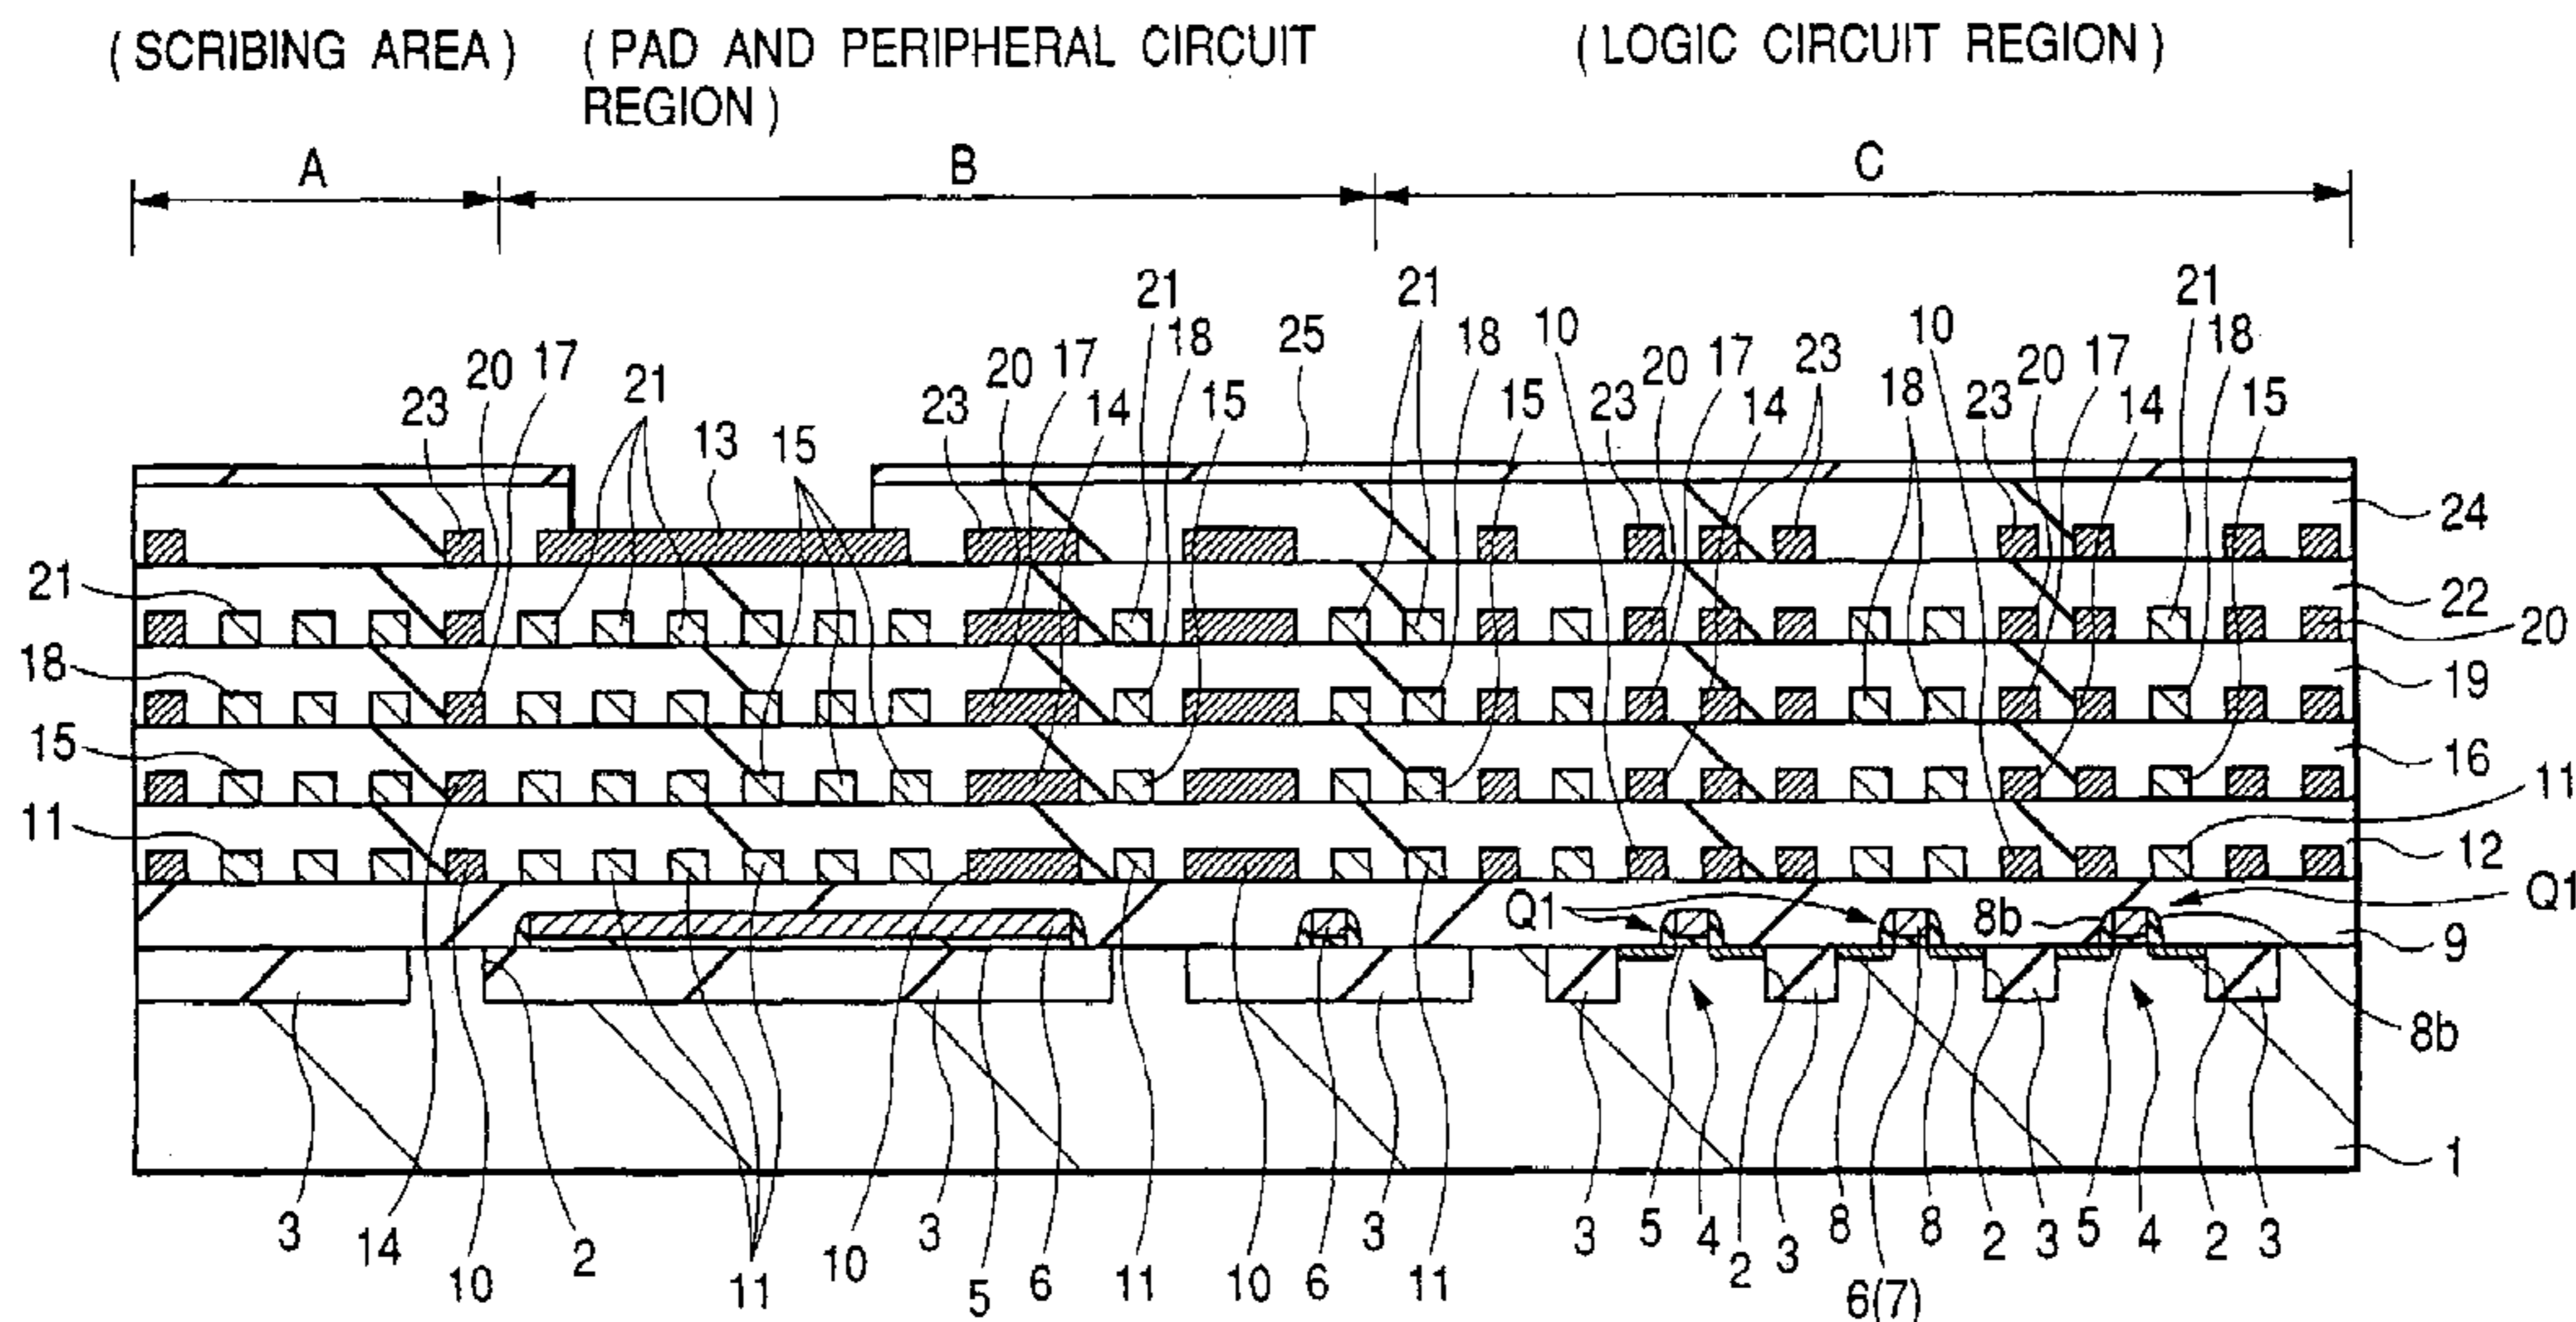 (SCRIBING AREA) (PAD AND PERIPHERAL CIRCUIT (LOGIC CIRCUIT REGION)
REGION)
A B C
21 21 21
25 10 10 18
18 18
20 17 20 17 15 20 17 23 20 17 15
23 21 23 14 15 23 14 18 23 14
13 15
24
21 22 20
18 19
15 16
11 11
12
Q1 8b Q1
9
8b
1
3 14 10 2 11 10 3 5 6 11 10 6 3 11 3 5 4 2 3 8 6(7) 8 2 3 5 4 2 3